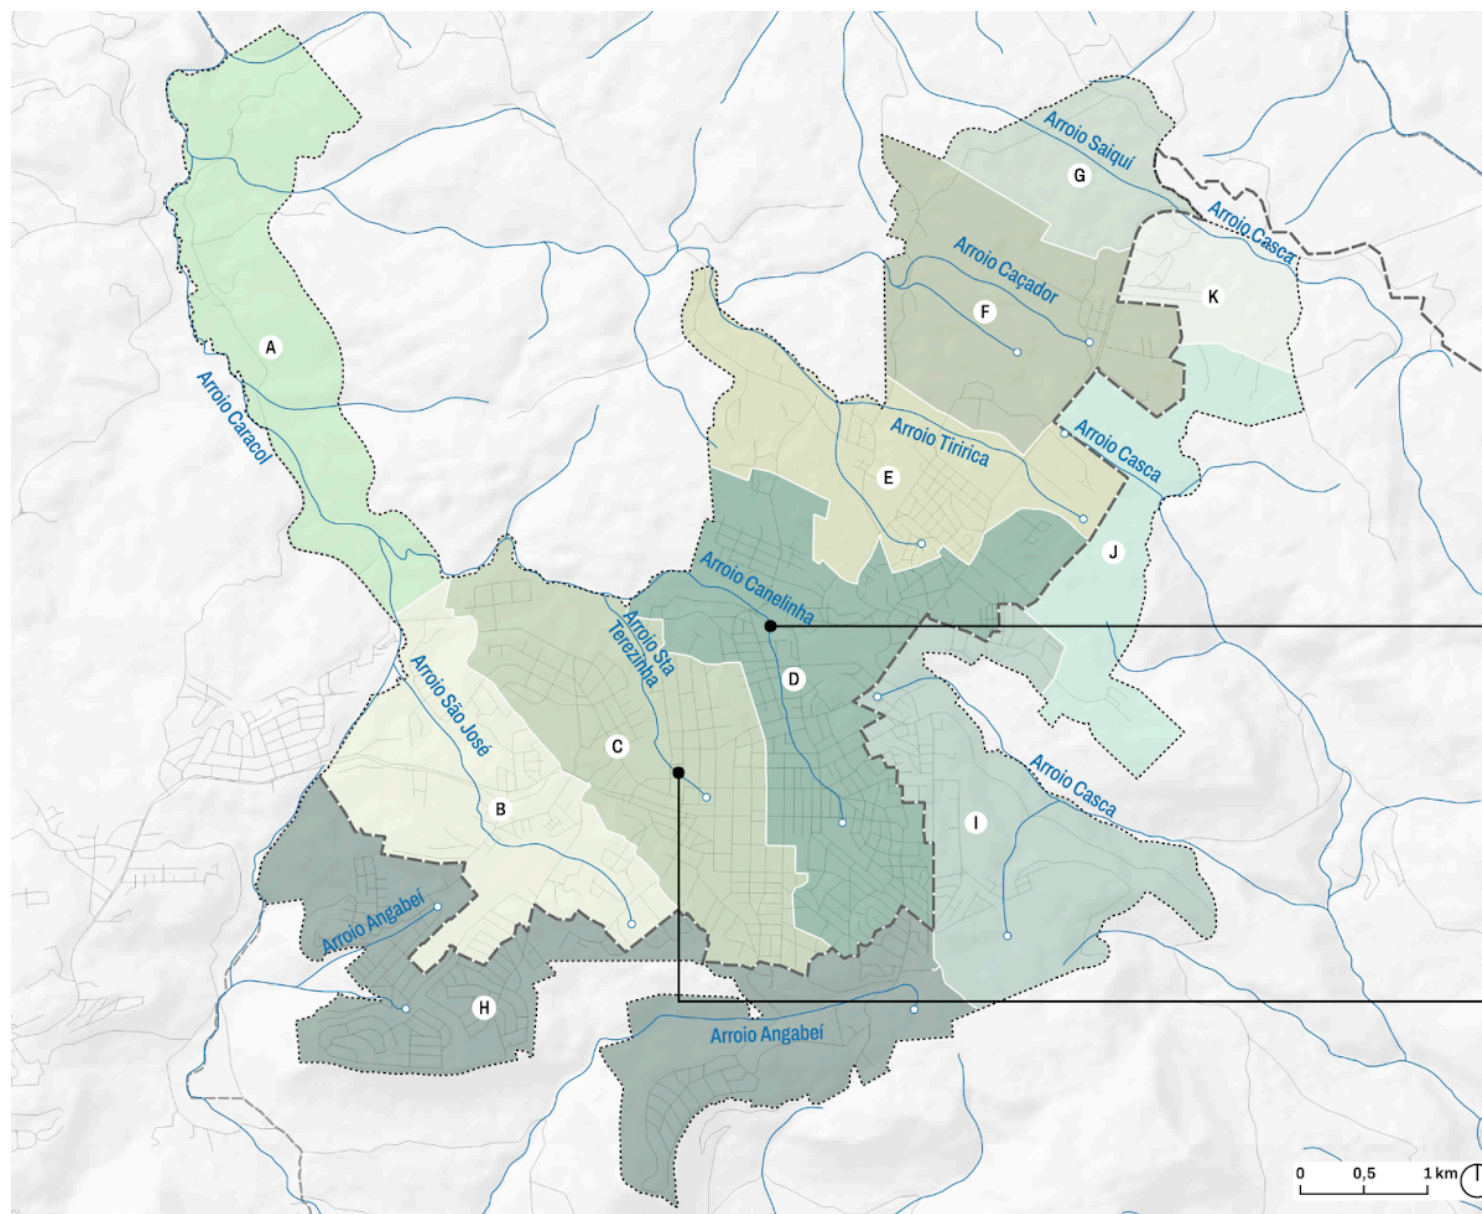 Arroio Saiquí
G
Arroio Casca
Arroio Caçador
K
F
A
Arroio Caracol
Arroio Tiririca
Arroio Casca
E
J
Arroio Canelinha
Arroio Sta
Terezinha
D
Arroio São José
C
Arroio Casca
B
I
Arroio Angabeí
H
Arroio Angabeí
0 0,5 1 km